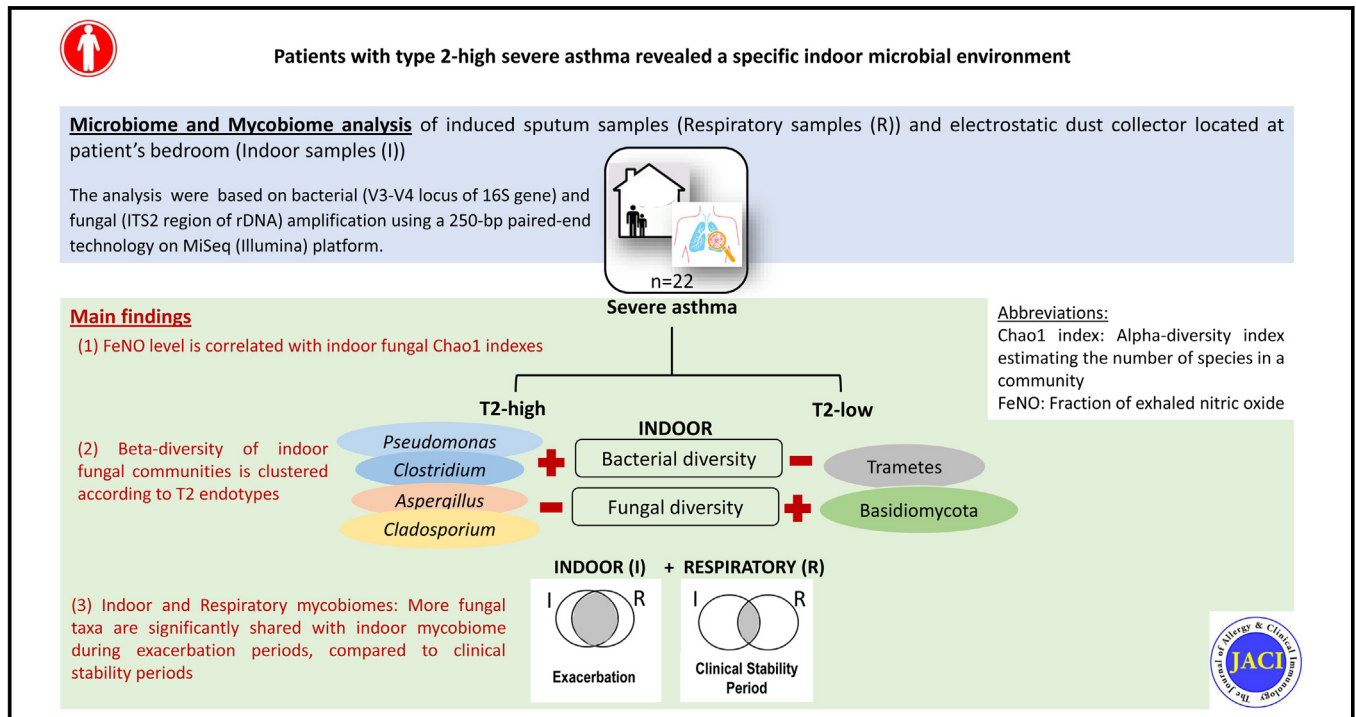 Patients with type 2-high severe asthma revealed a specific indoor microbial environment
Microbiome and Mycobiome analysis of induced sputum samples (Respiratory samples (R)) and electrostatic dust collector located at
patient's bedroom (Indoor samples (I))
The analysis were based on bacterial (V3-V4 locus of 16S gene) and
fungal (ITS2 region of rDNA) amplification using a 250-bp paired-end
technology on MiSeq (Illumina) platform.
n=22
Severe asthma
Main findings
(1) FeNO level is correlated with indoor fungal Chao1 indexes
Abbreviations:
Chao1 index: Alpha-diversity index
estimating the number of species in a
community
FeNO: Fraction of exhaled nitric oxide
T2-high
T2-low
(2) Beta-diversity of indoor
fungal communities is clustered
according to T2 endotypes
INDOOR
Pseudomonas
Clostridium
Aspergillus
Cladosporium
+
Bacterial diversity
-
Trametes
-
Fungal diversity
+
Basidiomycota
INDOOR (I) + RESPIRATORY (R)
(3) Indoor and Respiratory mycobiomes: More fungal
taxa are significantly shared with indoor mycobiome
during exacerbation periods, compared to clinical
stability periods
I R
Exacerbation
I R
Clinical Stability
Period
The Journal of Allergy & Clinical Immunology
JACI